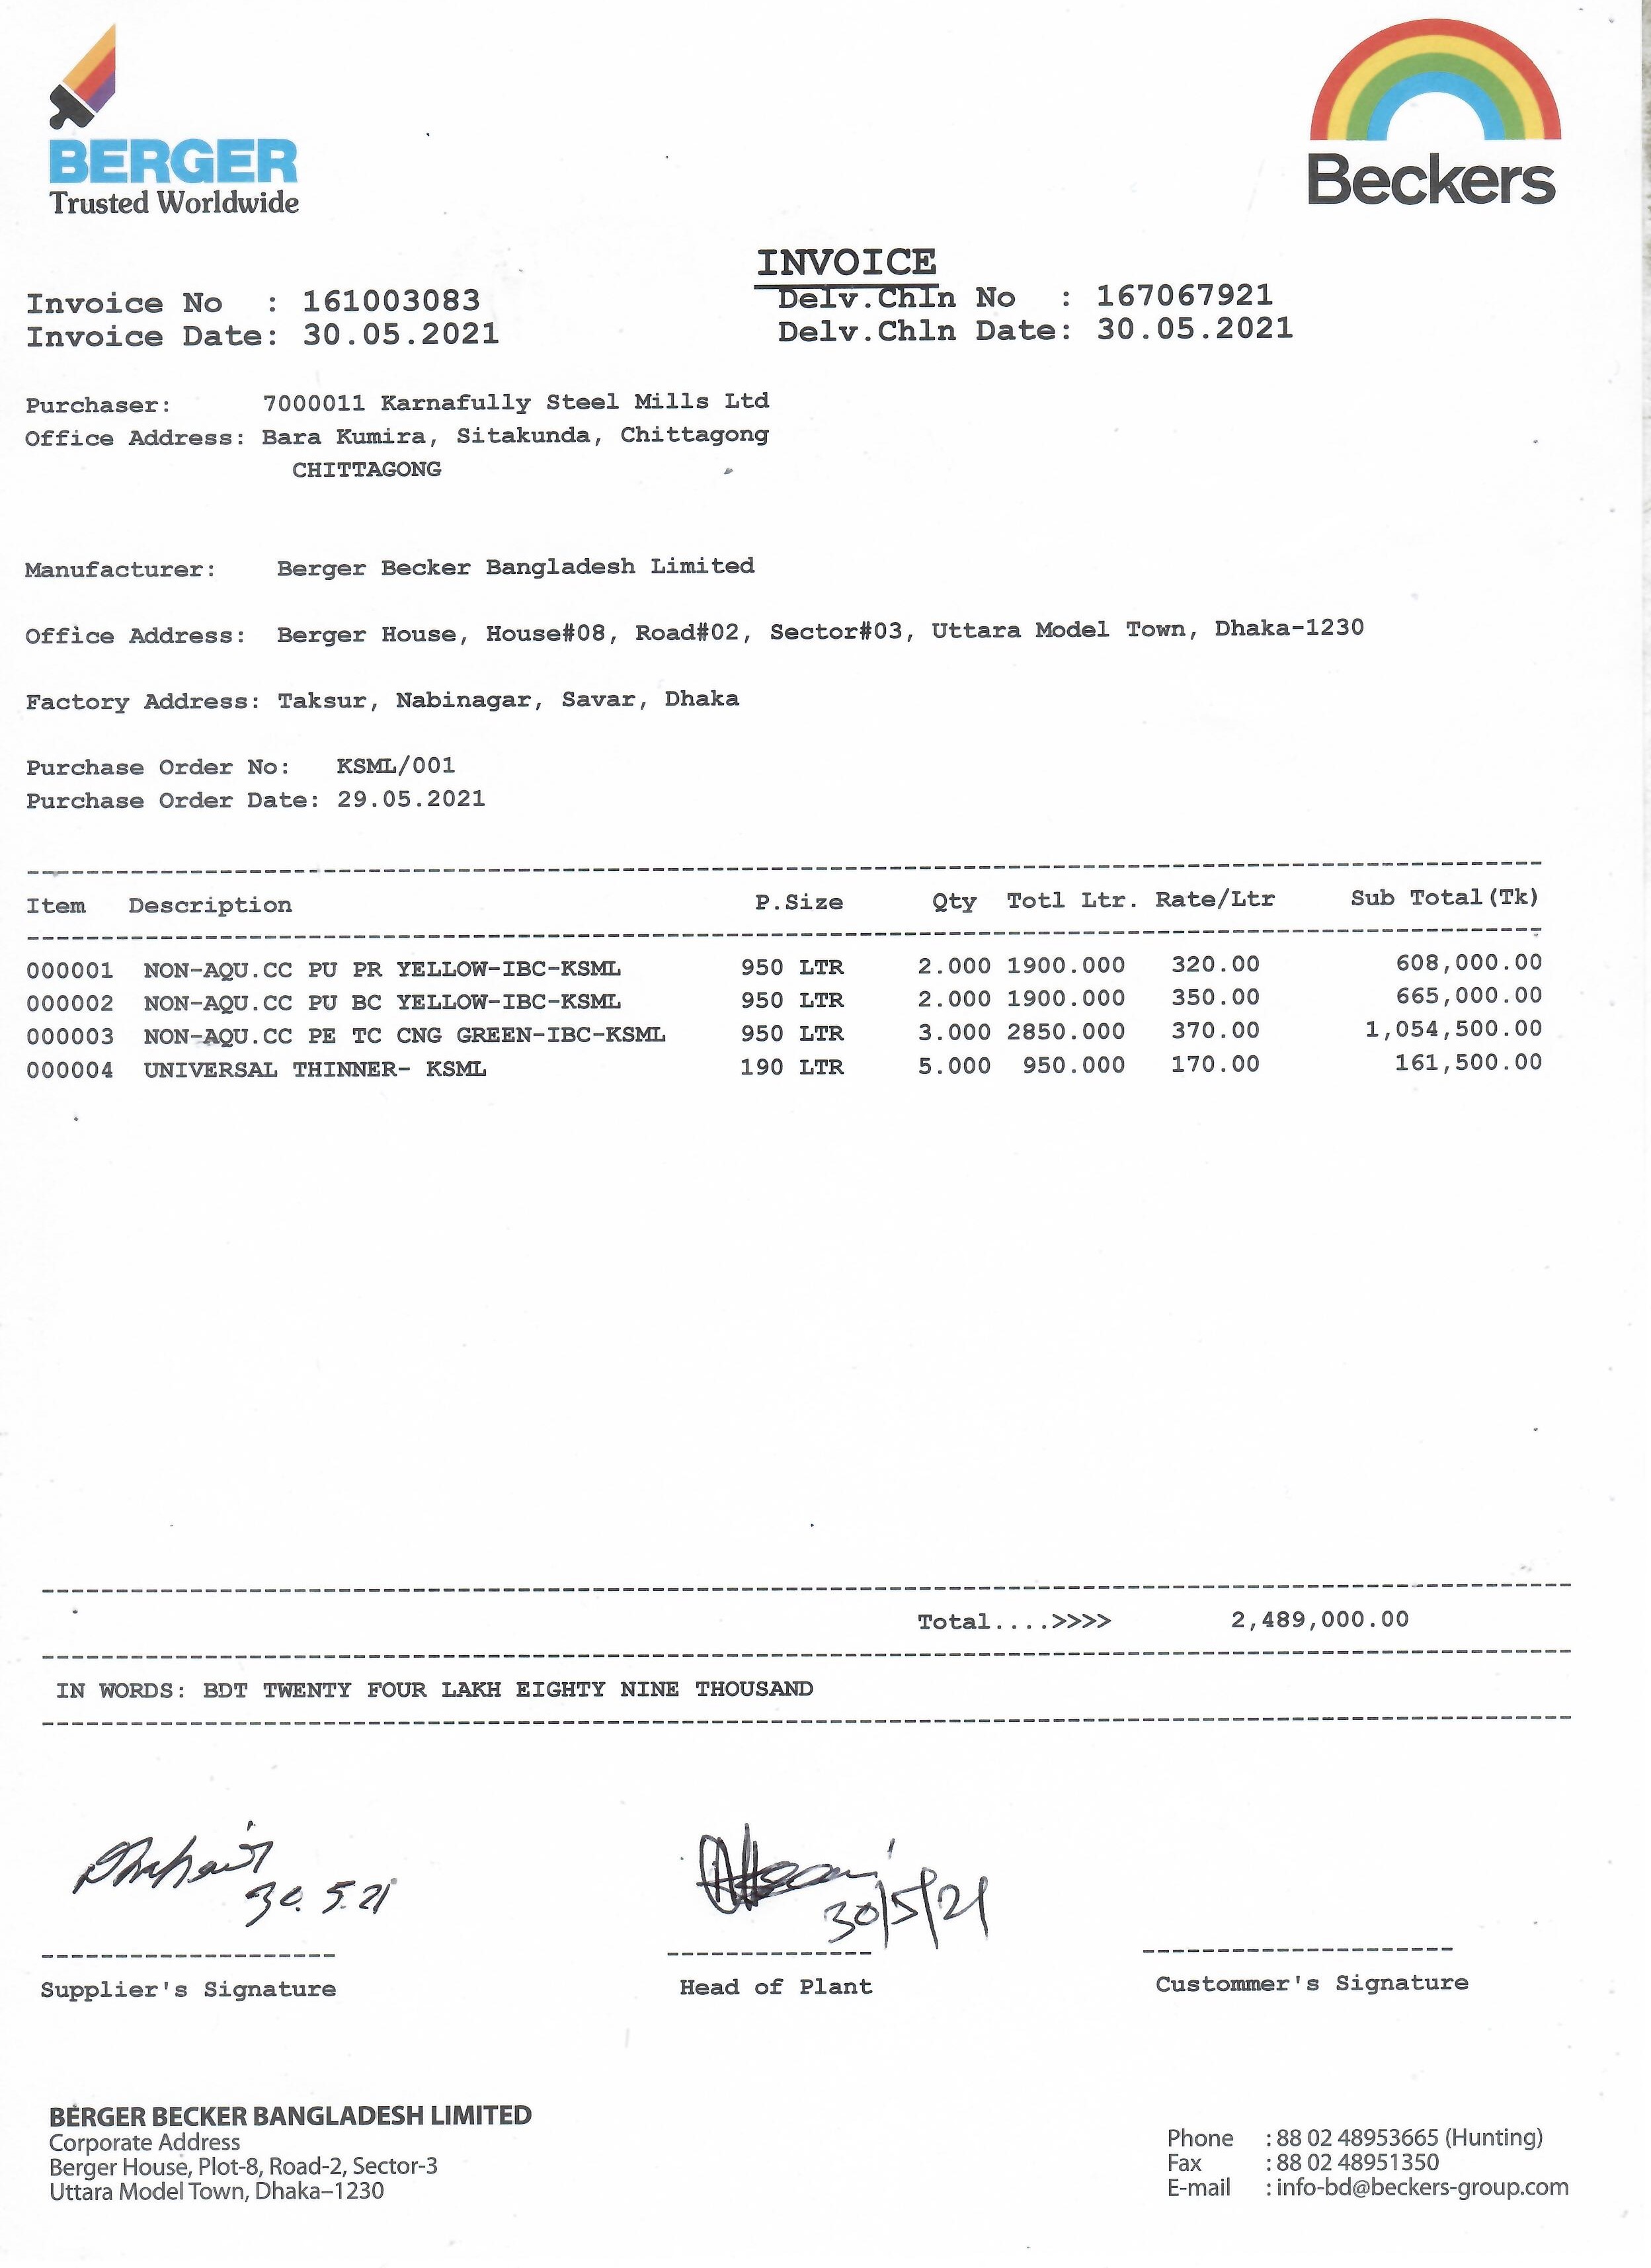 BERGER
Trusted Worldwide
Beckers
INVOICE
Invoice No : 161003083
Delv.Chln No : 167067921
Invoice Date: 30.05.2021
Delv.Chln Date: 30.05.2021
Purchaser: 7000011 Karnafully Steel Mills Ltd
Office Address: Bara Kumira, Sitakunda, Chittagong
CHITTAGONG
Manufacturer: Berger Becker Bangladesh Limited
Office Address: Berger House, House#08, Road#02, Sector#03, Uttara Model Town, Dhaka-1230
Factory Address: Taksur, Nabinagar, Savar, Dhaka
Purchase Order No: KSML/001
Purchase Order Date: 29.05.2021
Item Description P.Size Qty Totl Ltr. Rate/Ltr Sub Total(Tk)
000001 NON-AQU.CC PU PR YELLOW-IBC-KSML 950 LTR 2.000 1900.000 320.00 608,000.00
000002 NON-AQU.CC PU BC YELLOW-IBC-KSML 950 LTR 2.000 1900.000 350.00 665,000.00
000003 NON-AQU.CC PE TC CNG GREEN-IBC-KSML 950 LTR 3.000 2850.000 370.00 1,054,500.00
000004 UNIVERSAL THINNER- KSML 190 LTR 5.000 950.000 170.00 161,500.00
Total....>>>> 2,489,000.00
IN WORDS: BDT TWENTY FOUR LAKH EIGHTY NINE THOUSAND
30.5.21
30/5/21
Supplier's Signature
Head of Plant
Custommer's Signature
BERGER BECKER BANGLADESH LIMITED
Corporate Address
Berger House, Plot-8, Road-2, Sector-3
Uttara Model Town, Dhaka–1230
Phone : 88 02 48953665 (Hunting)
Fax : 88 02 48951350
E-mail : info-bd@beckers-group.com